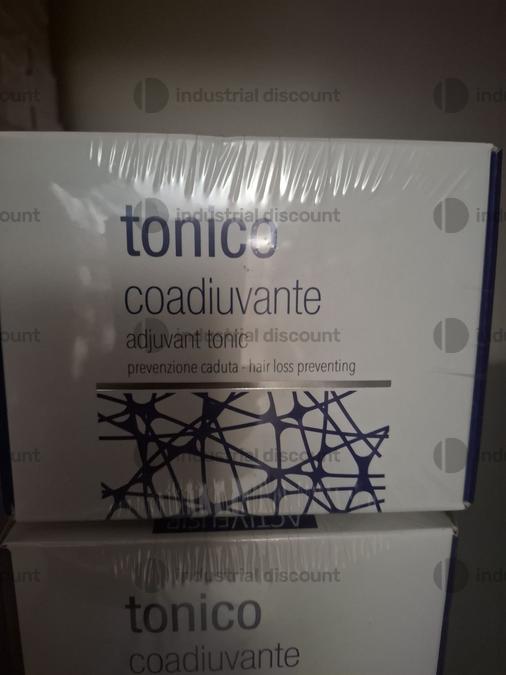 tonico
coadiuvante
adjuvant tonic
prevenzione caduta - hair loss preventing
tonico
coadiuvante
industrial discount